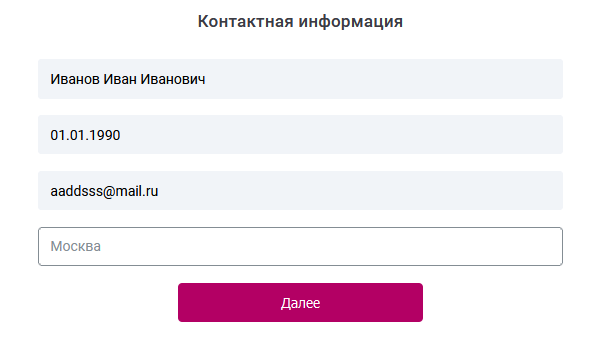 Контактная информация
Иванов Иван Иванович
01.01.1990
aaddsss@mail.ru
Москва
Далее